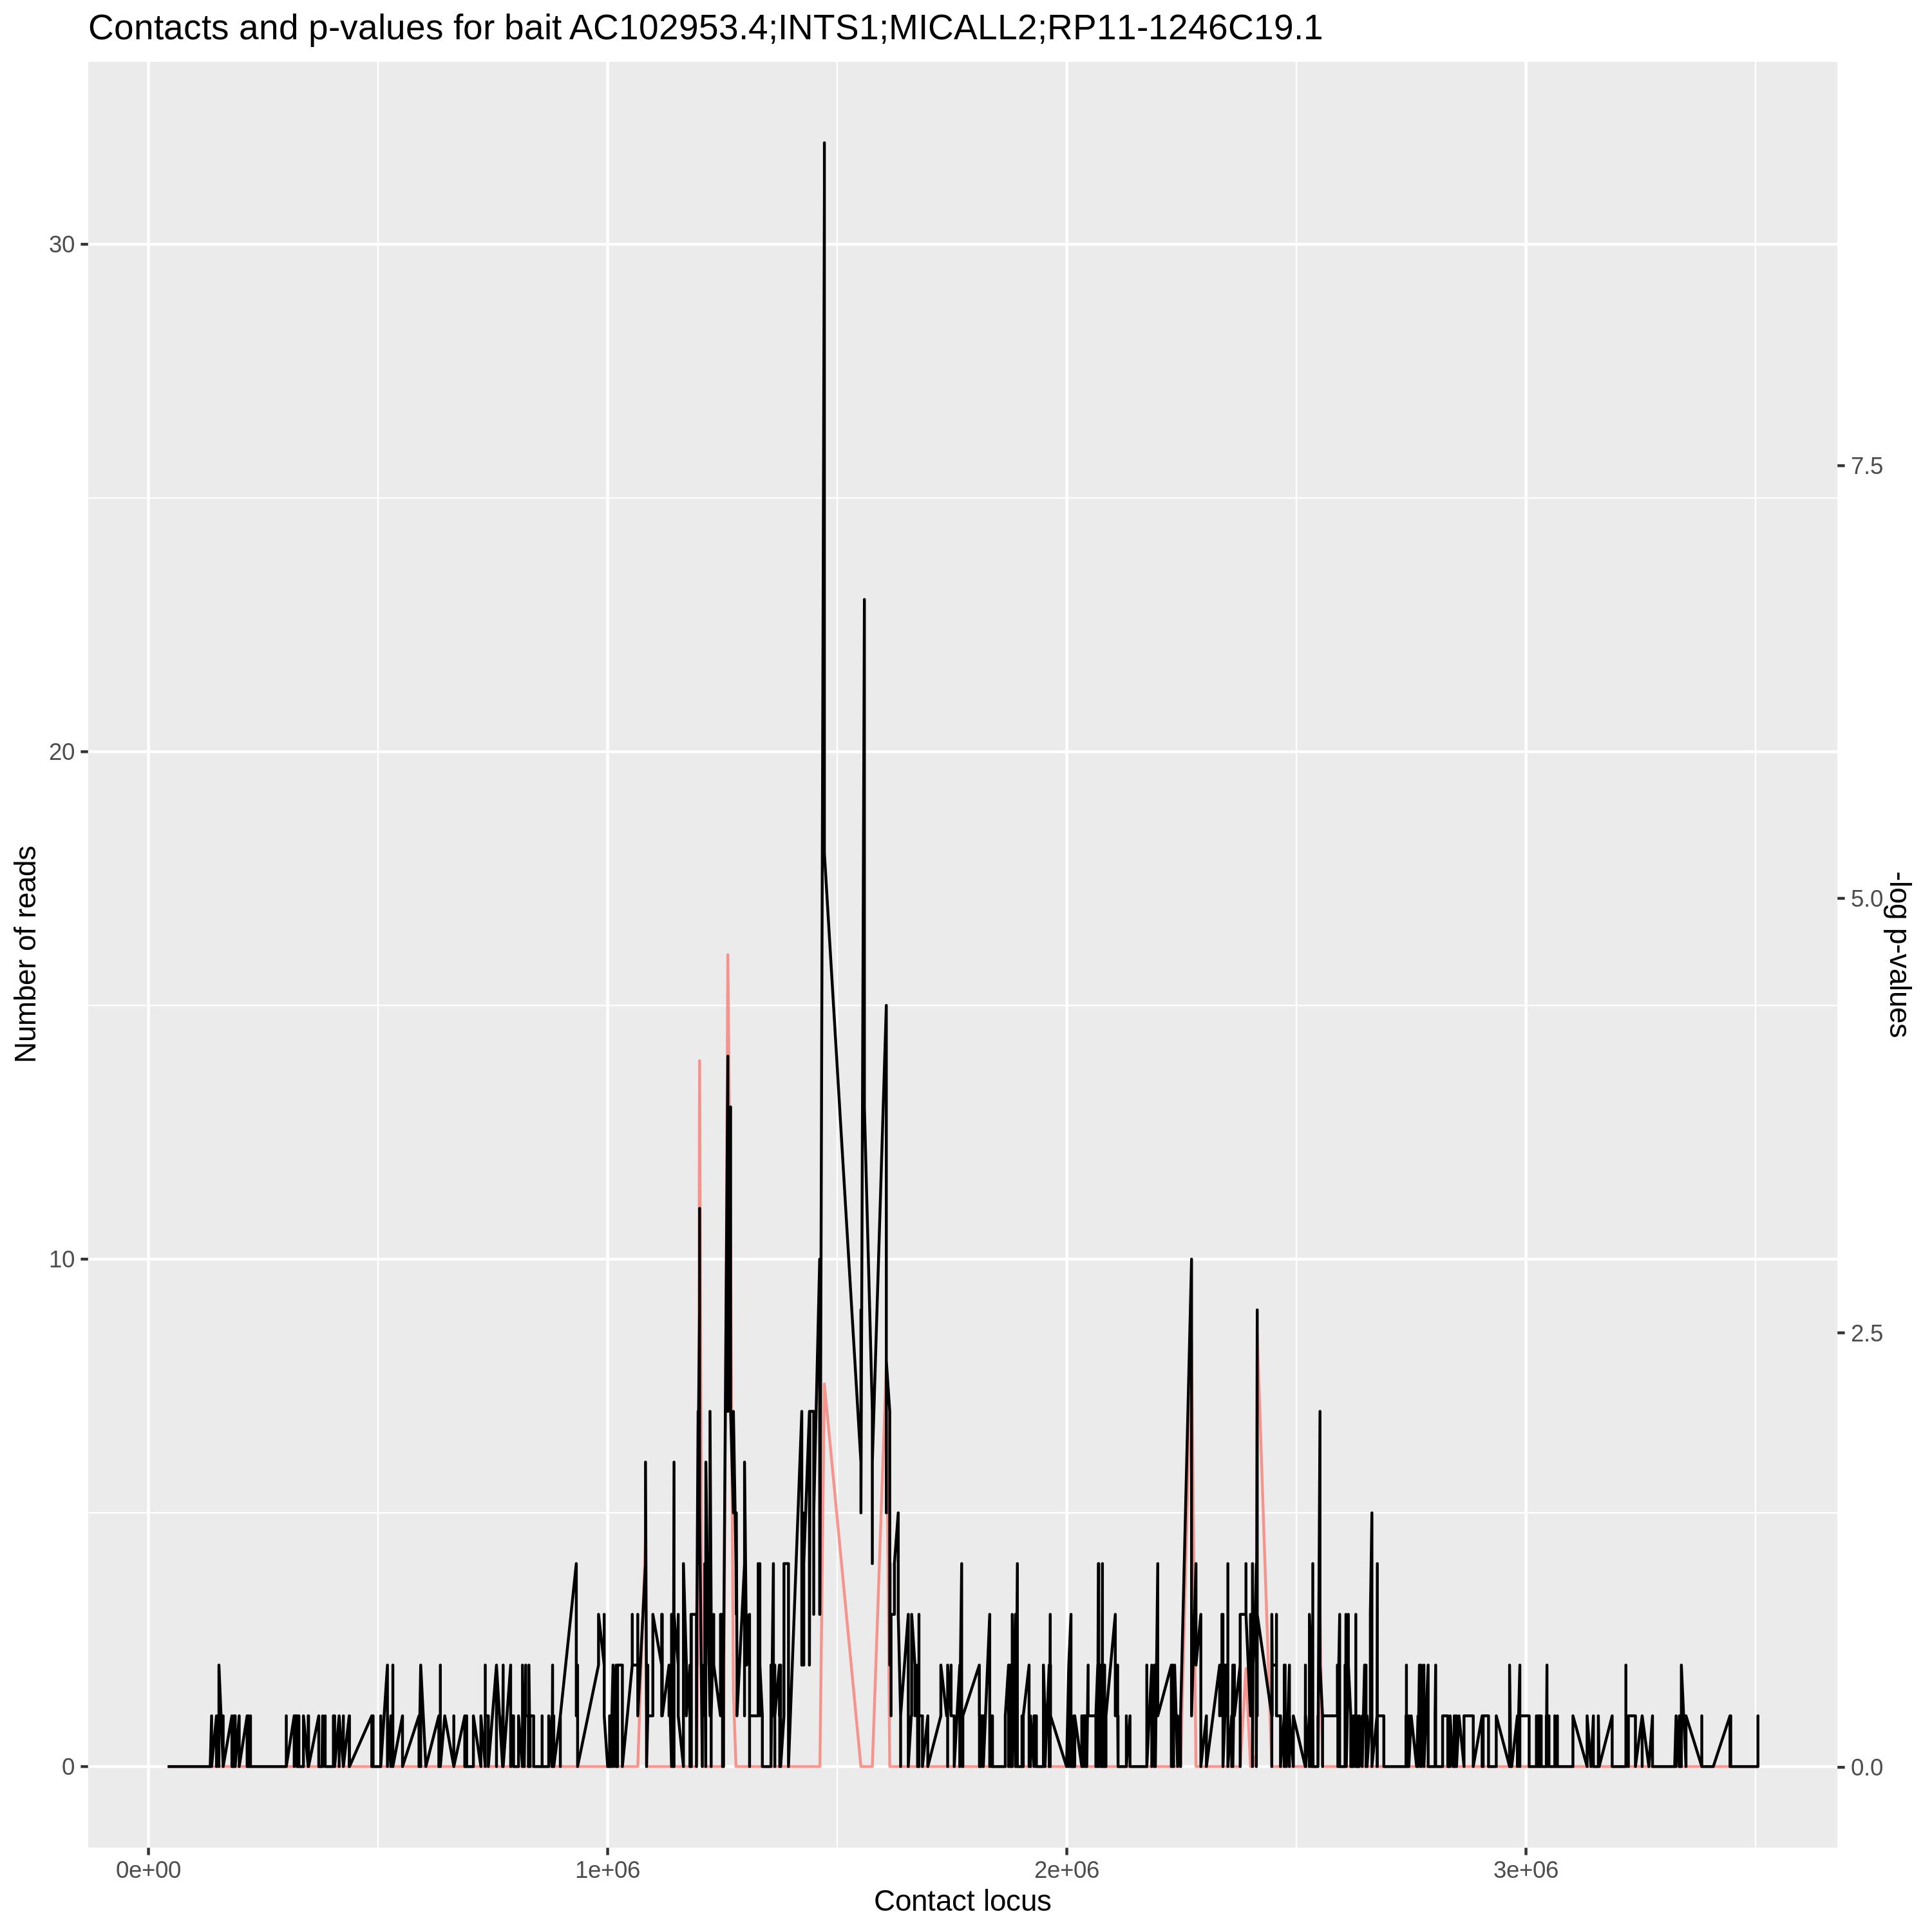 Contacts and p-values for bait AC102953.4;INTS1;MICALL2;RP11-1246C19.1
30
20
10
0
Number of reads
7.5
5.0
2.5
0.0
-log p-values
0e+00
1e+06
2e+06
3e+06
Contact locus